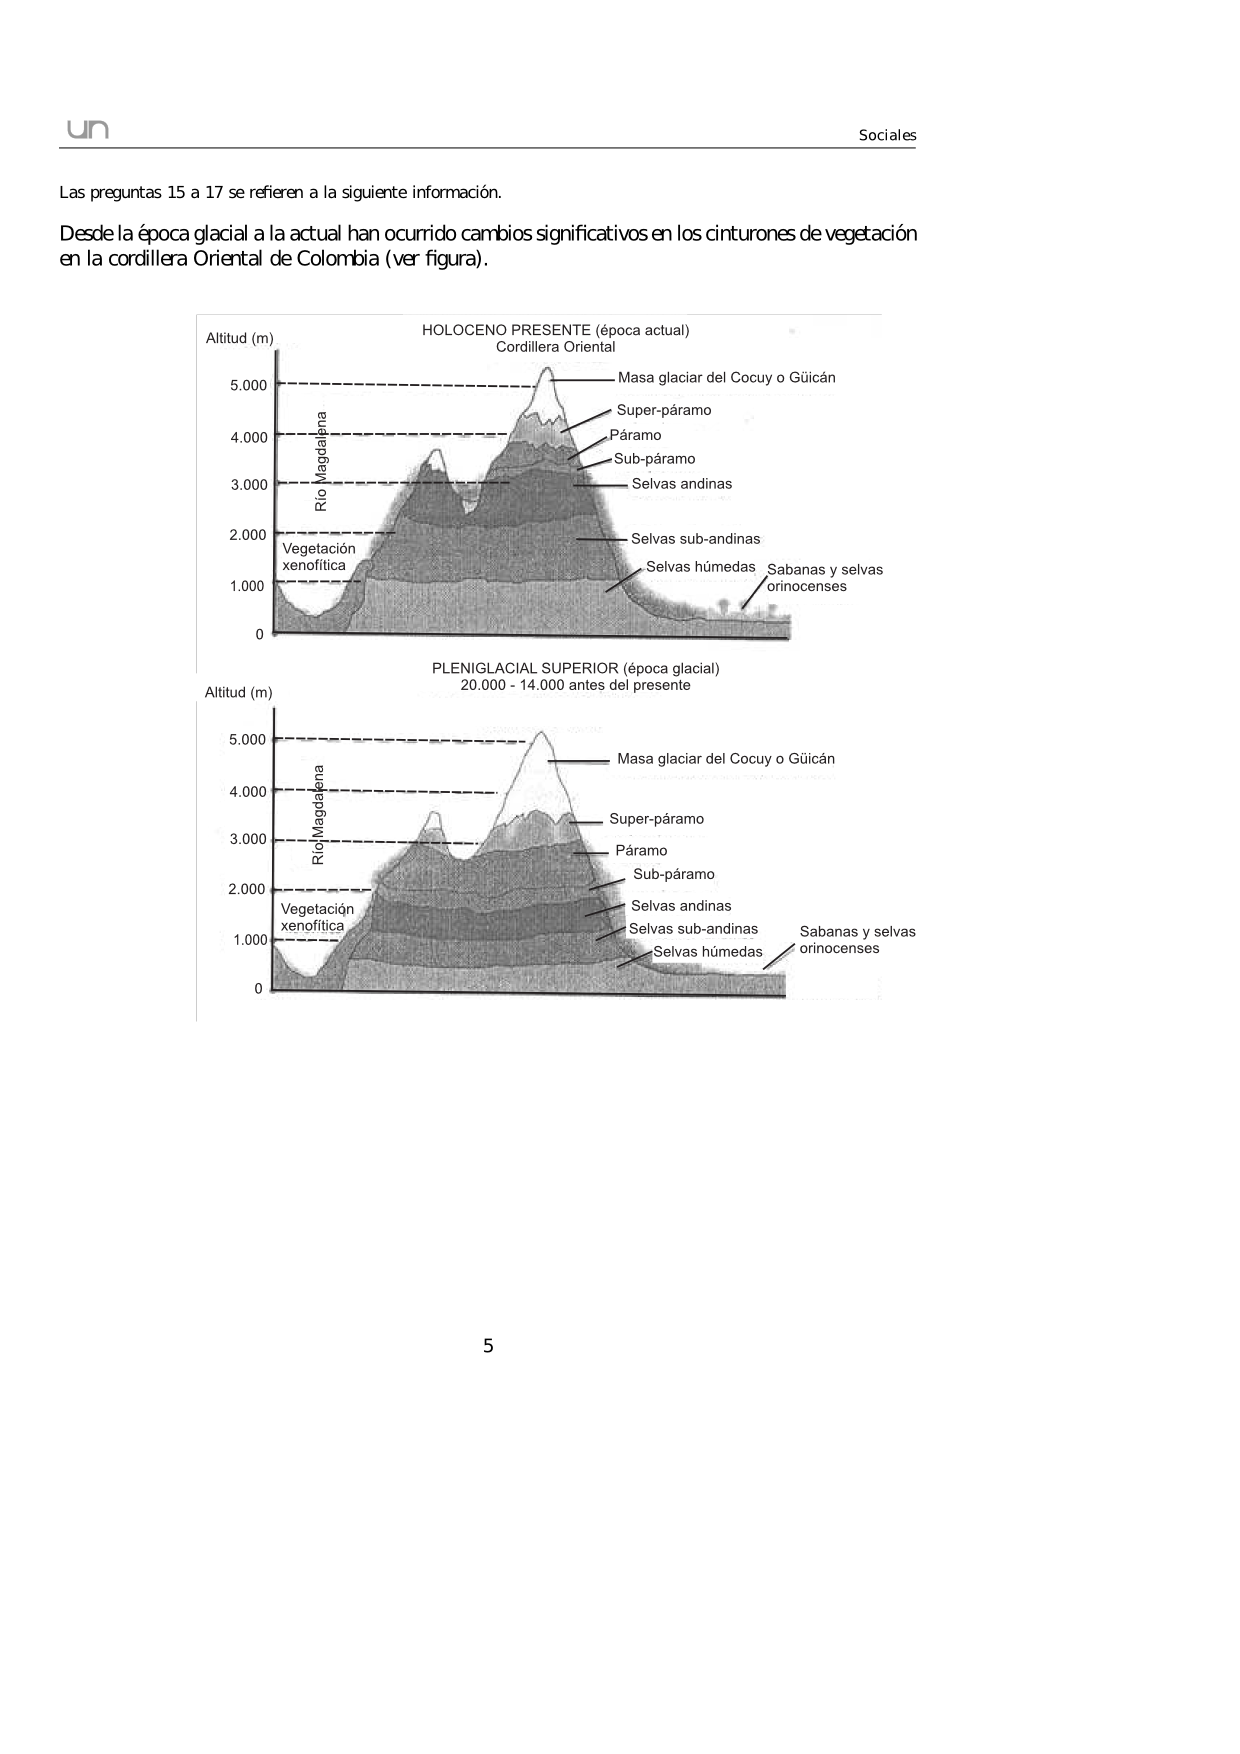 un
Sociales
Las preguntas 15 a 17 se refieren a la siguiente información.
Desde la época glacial a la actual han ocurrido cambios significativos en los cinturones de vegetación
en la cordillera Oriental de Colombia (ver figura).
HOLOCENO PRESENTE (época actual)
Cordillera Oriental
Altitud (m)
5.000
4.000
3.000
2.000
1.000
0
Río Magdalena
Vegetación
xenofítica
Masa glaciar del Cocuy o Güicán
Super-páramo
Páramo
Sub-páramo
Selvas andinas
Selvas sub-andinas
Selvas húmedas
Sabanas y selvas
orinocenses
PLENIGLACIAL SUPERIOR (época glacial)
20.000 - 14.000 antes del presente
Altitud (m)
5.000
4.000
3.000
2.000
1.000
0
Río Magdalena
Vegetación
xenofítica
Masa glaciar del Cocuy o Güicán
Super-páramo
Páramo
Sub-páramo
Selvas andinas
Selvas sub-andinas
Selvas húmedas
Sabanas y selvas
orinocenses
5